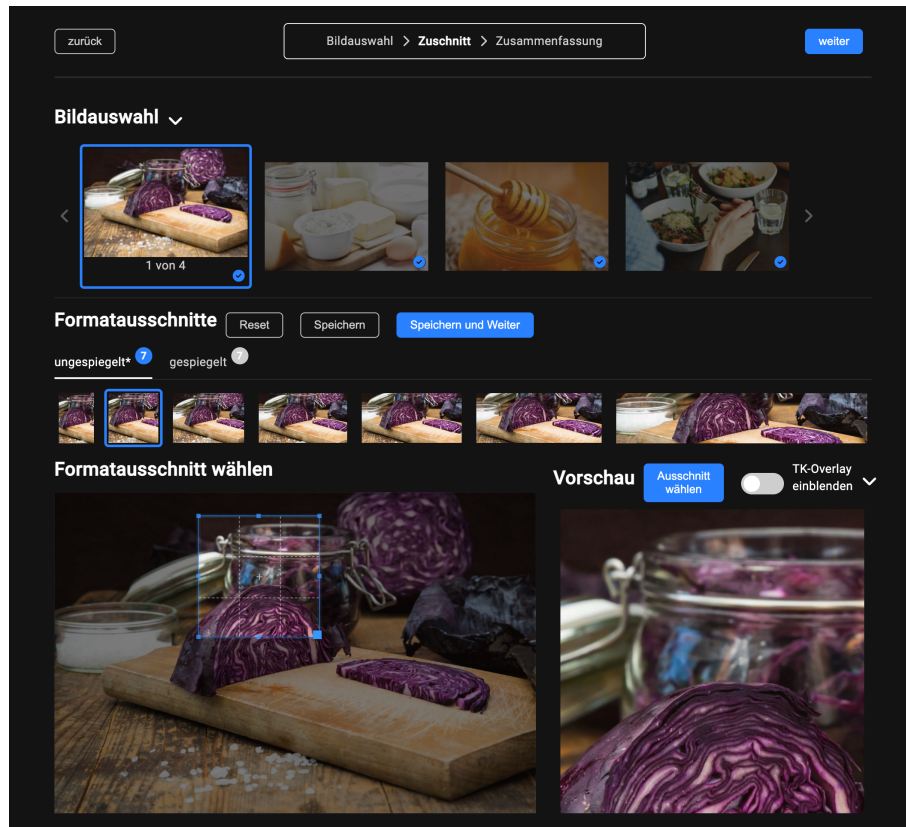 zurück
Bildauswahl > Zuschnitt > Zusammenfassung
weiter
Bildauswahl
1 von 4
Formatausschnitte
Reset
Speichern
Speichern und Weiter
ungespiegelt* 7
gespiegelt 7
Formatausschnitt wählen
Vorschau
Ausschnitt
wählen
TK-Overlay
einblenden